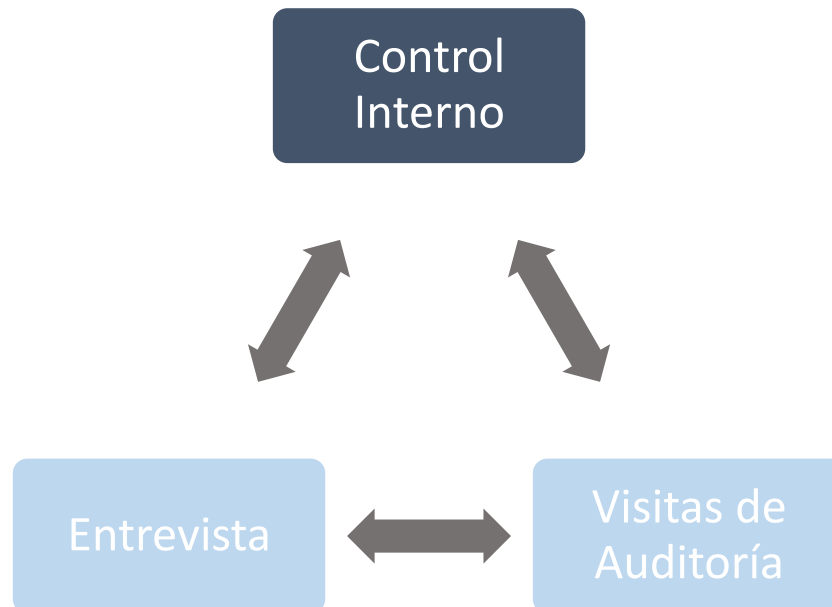 Control
Interno
Entrevista
Visitas de
Auditoría